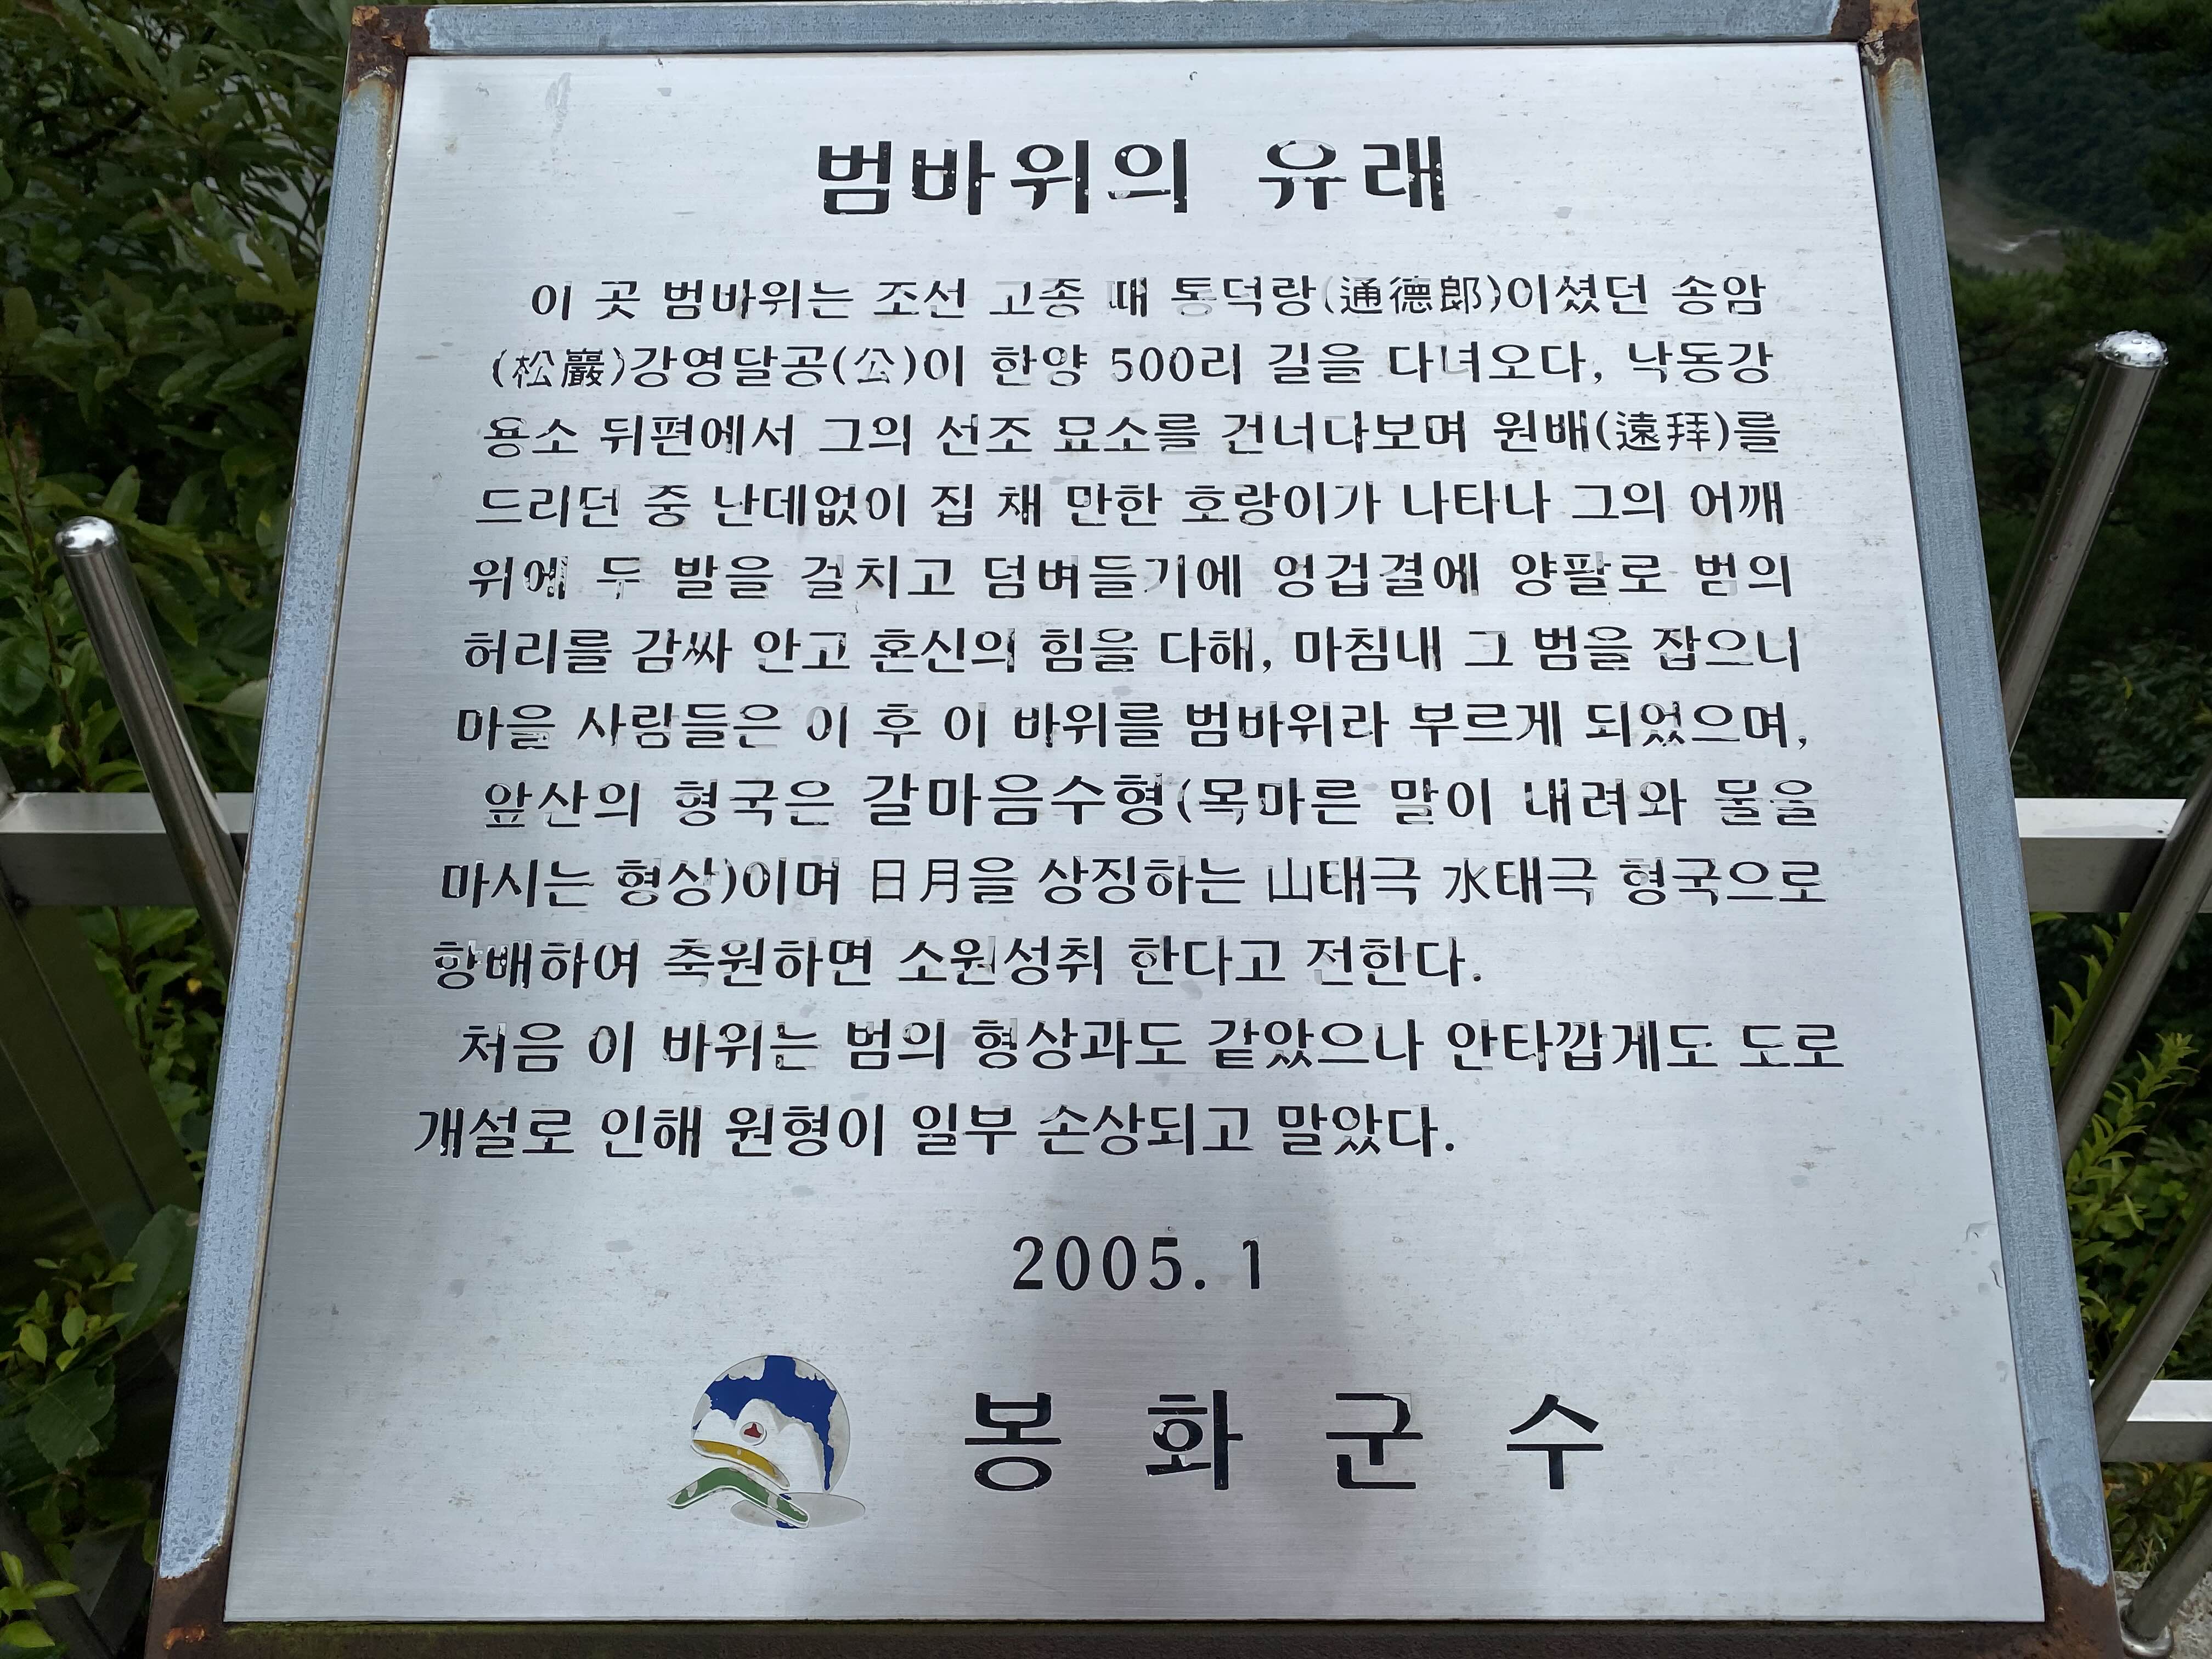 범바위의 유래
이 곳 범바위는 조선 고종 때 통덕랑(通德郞)이셨던 송암
(松巖)강영달공(公)이 한양 500리 길을 다녀오다, 낙동강
용소 뒤편에서 그의 선조 묘소를 건너다보며 원배(遠拜)를
드리던 중 난데없이 집 채 만한 호랑이가 나타나 그의 어깨
위에 두 발을 걸치고 덤벼들기에 엉겁결에 양팔로 범의
허리를 감싸 안고 혼신의 힘을 다해, 마침내 그 범을 잡으니
마을 사람들은 이 후 이 바위를 범바위라 부르게 되었으며,
앞산의 형국은 갈마음수형(목마른 말이 내려와 물을
마시는 형상)이며 日月을 상징하는 山태극 水태극 형국으로
향배하여 축원하면 소원성취 한다고 전한다.
처음 이 바위는 범의 형상과도 같았으나 안타깝게도 도로
개설로 인해 원형이 일부 손상되고 말았다.
2005. 1
봉 화 군 수